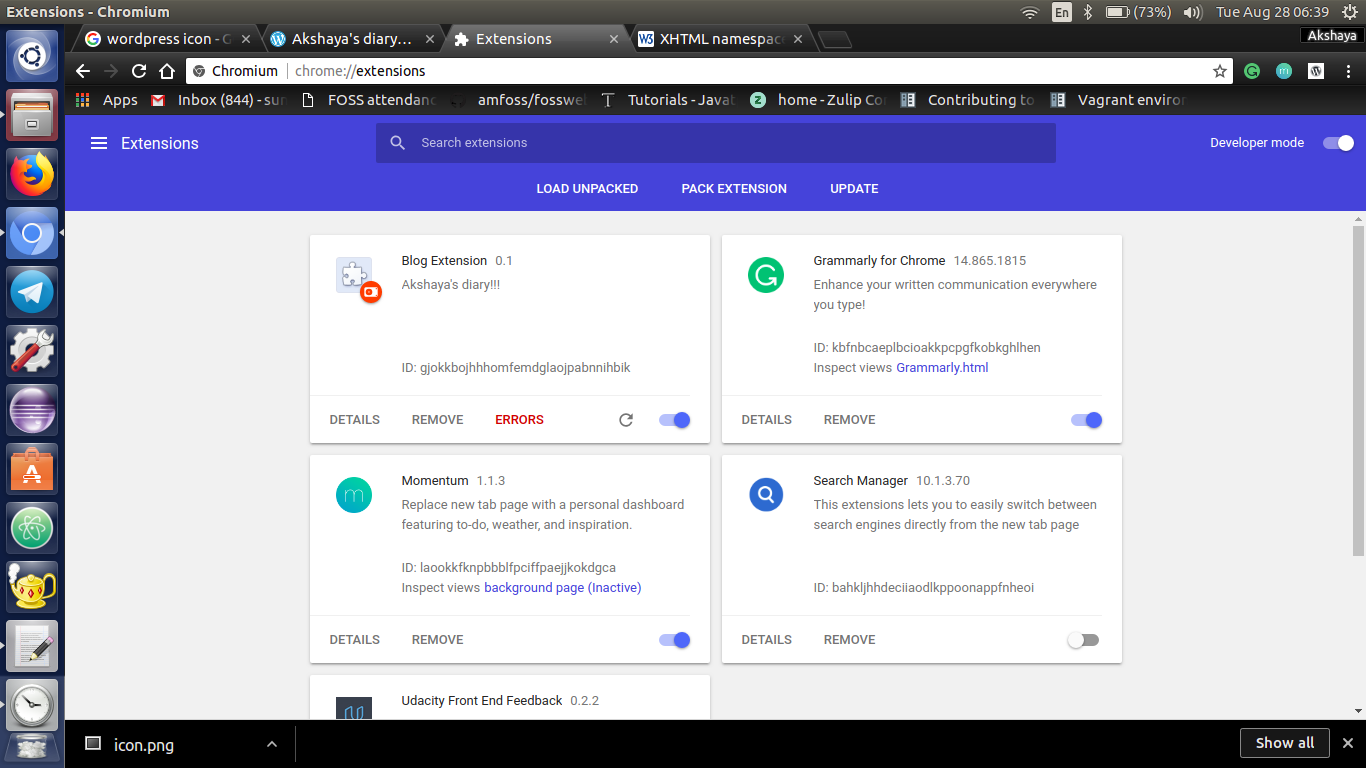 Extensions - Chromium
En
(73%)
Tue Aug 28 06:39
wordpress icon - G
Akshaya's diary…
Extensions
XHTML namespace
Akshaya
Chromium
chrome://extensions
Apps
Inbox (844) - sur
FOSS attendanc
amfoss/fosswel
Tutorials - Javat
home - Zulip Cor
Contributing to
Vagrant enviror
Extensions
Search extensions
Developer mode
LOAD UNPACKED
PACK EXTENSION
UPDATE
Blog Extension 0.1
Akshaya's diary!!!
ID: gjokkbojhhhomfemdglaojpabnnihbik
DETAILS
REMOVE
ERRORS
Grammarly for Chrome 14.865.1815
Enhance your written communication everywhere
you type!
ID: kbfnbcaeplbcioakkpcpgfkobkghlhen
Inspect views Grammarly.html
DETAILS
REMOVE
Momentum 1.1.3
Replace new tab page with a personal dashboard
featuring to-do, weather, and inspiration.
ID: laookkfknpbbblfpciffpaejjkokdgca
Inspect views background page (Inactive)
DETAILS
REMOVE
Search Manager 10.1.3.70
This extensions lets you to easily switch between
search engines directly from the new tab page
ID: bahkljhhdeciiaodlkppoonappfnheoi
DETAILS
REMOVE
Udacity Front End Feedback 0.2.2
icon.png
Show all